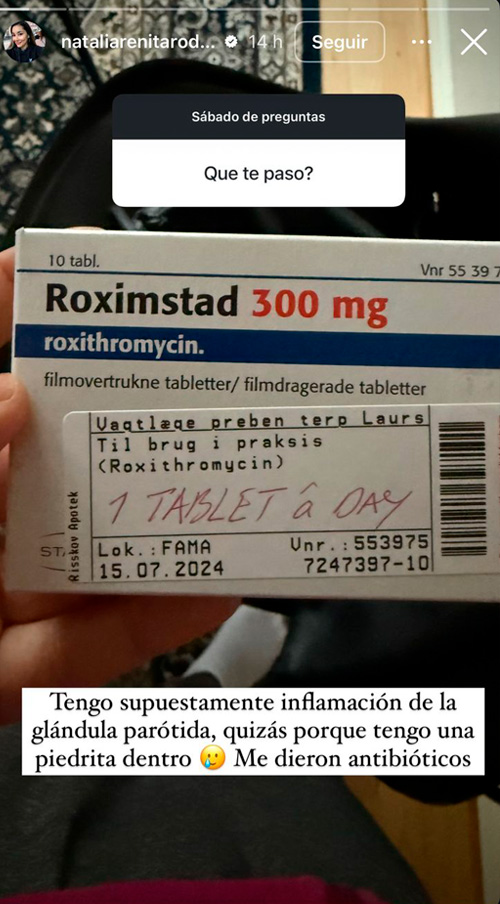 nataliarenitarod... 14 h Seguir
Sábado de preguntas
Que te paso?
10 tabl.
Vnr 55 39 7
Roximstad 300 mg
roxithromycin.
filmovertrukne tabletter/ filmdragerade tabletter
Vagtlæge preben terp Laurs
Til brug i praksis
(Roxithromycin)
1 TABLET á DAY
Risskov Apotek
STA
Lok.:FAMA
Vnr.:553975
15.07.2024
7247397-10
Tengo supuestamente inflamación de la
glándula parótida, quizás porque tengo una
piedrita dentro 🥲 Me dieron antibióticos